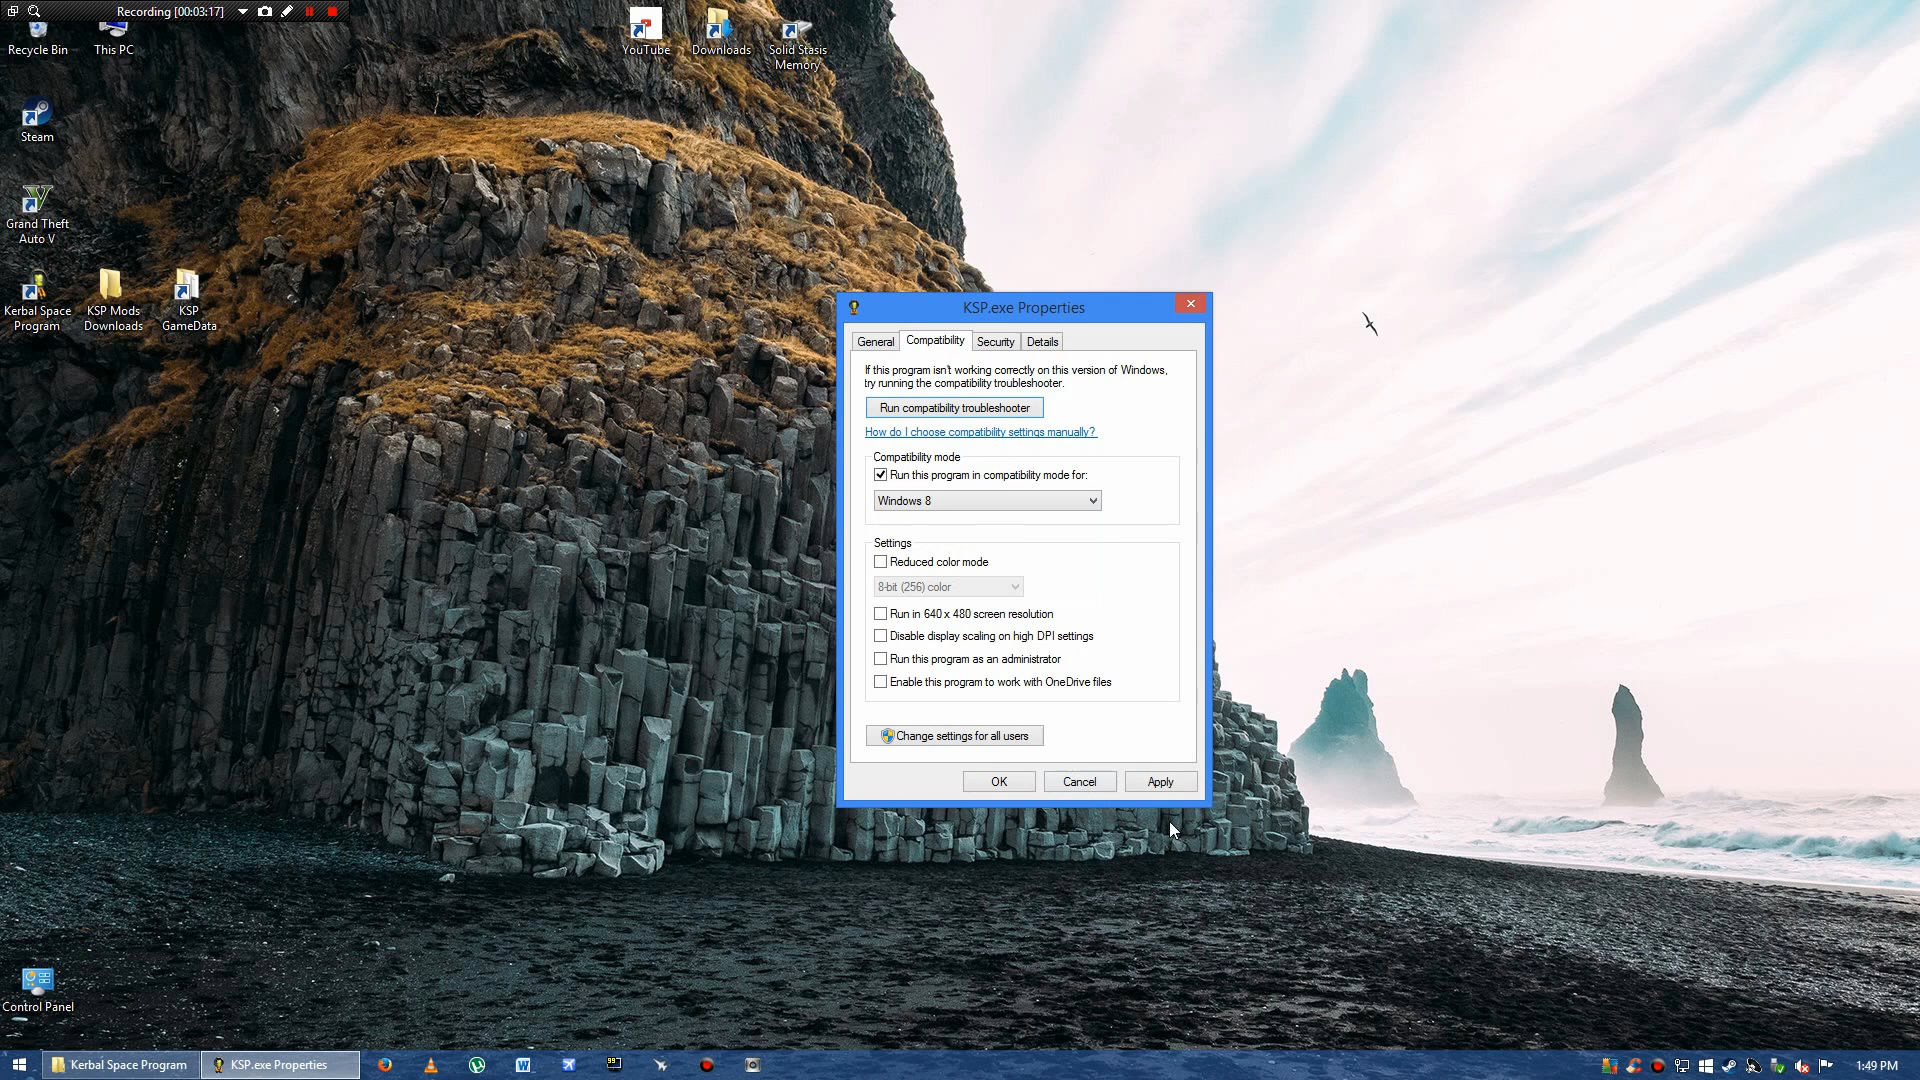 Recording [00:03:17]
Recycle Bin
This PC
YouTube
Downloads
Solid Stasis
Memory
Steam
Grand Theft
Auto V
Kerbal Space
Program
KSP Mods
Downloads
KSP
GameData
KSP.exe Properties
General
Compatibility
Security
Details
If this program isn't working correctly on this version of Windows,
try running the compatibility troubleshooter.
Run compatibility troubleshooter
How do I choose compatibility settings manually?
Compatibility mode
Run this program in compatibility mode for:
Windows 8
Settings
Reduced color mode
8-bit (256) color
Run in 640 x 480 screen resolution
Disable display scaling on high DPI settings
Run this program as an administrator
Enable this program to work with OneDrive files
Change settings for all users
OK
Cancel
Apply
Control Panel
Kerbal Space Program
KSP.exe Properties
99
1:49 PM